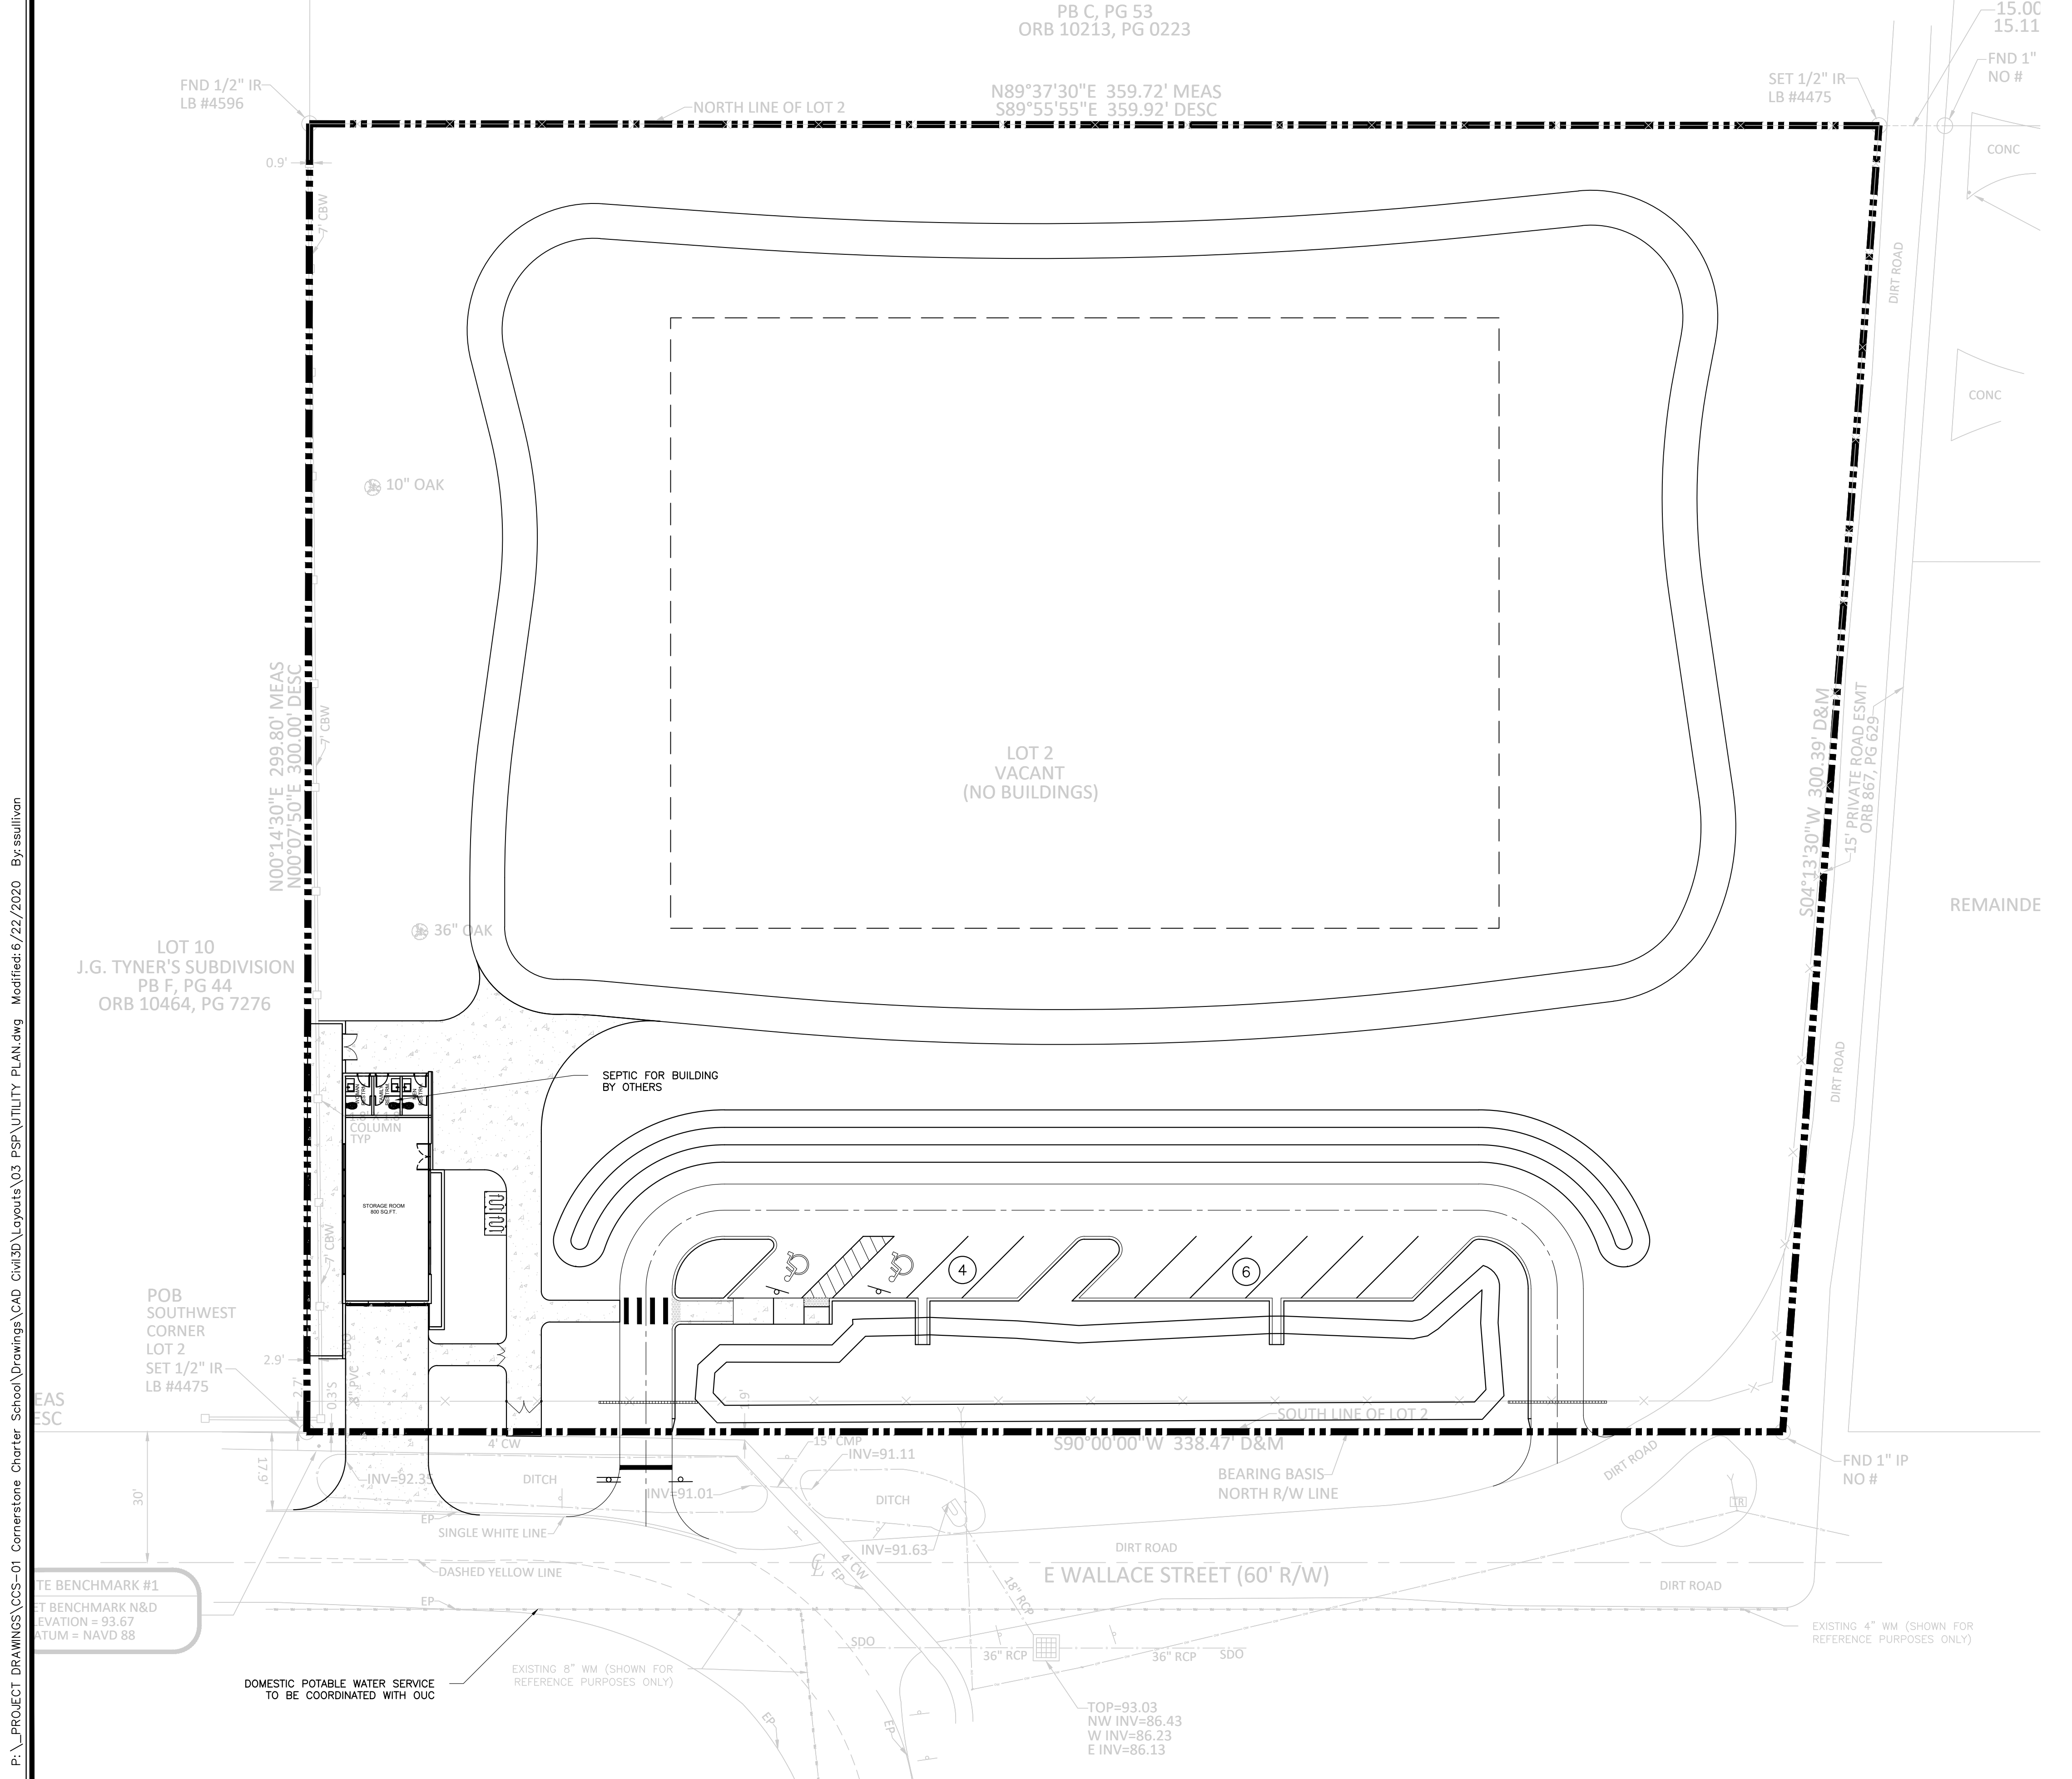 PB C, PG 53
ORB 10213, PG 0223
15.00
15.11
FND 1/2" IR
LB #4596
NORTH LINE OF LOT 2
N89°37'30"E 359.72' MEAS
S89°55'55"E 359.92' DESC
SET 1/2" IR
LB #4475
FND 1"
NO #
CONC
0.9'
7' CBW
DIRT ROAD
CONC
10" OAK
N00°14'30"E 299.80' MEAS
N00°07'50"E 300.00' DESC
7' CBW
LOT 2
VACANT
(NO BUILDINGS)
S04°13'30"W 300.39' D&M
15' PRIVATE ROAD ESMT
ORB 867, PG 6229
REMAINDE
36" OAK
LOT 10
J.G. TYNER'S SUBDIVISION
PB F, PG 44
ORB 10464, PG 7276
DIRT ROAD
SEPTIC FOR BUILDING
BY OTHERS
COLUMN
TYP
STORAGE ROOM
800 SQ.FT.
7' CBW
4
6
POB
SOUTHWEST
CORNER
LOT 2
SET 1/2" IR
LB #4475
2.9'
2.7'
0.3'S
8" PVC
SDO
1.9'
EAS
ESC
SOUTH LINE OF LOT 2
S90°00'00"W 338.47' D&M
4' CW
15" CMP
INV=91.11
INV=92.35
DITCH
INV=91.01
BEARING BASIS
NORTH R/W LINE
DIRT ROAD
FND 1" IP
NO #
17.9'
30'
DITCH
EP
SINGLE WHITE LINE
INV=91.63
DIRT ROAD
TR
DASHED YELLOW LINE
4' CW
EP
18" RCP
E WALLACE STREET (60' R/W)
DIRT ROAD
TE BENCHMARK #1
ET BENCHMARK N&D
LEVATION = 93.67
ATUM = NAVD 88
EP
EXISTING 4" WM (SHOWN FOR
REFERENCE PURPOSES ONLY)
SDO
36" RCP
36" RCP
SDO
EXISTING 8" WM (SHOWN FOR
REFERENCE PURPOSES ONLY)
DOMESTIC POTABLE WATER SERVICE
TO BE COORDINATED WITH OUC
EP
EP
TOP=93.03
NW INV=86.43
W INV=86.23
E INV=86.13
P:\_PROJECT DRAWINGS\CCS-01 Cornerstone Charter School\Drawings\CAD Civil3D\Layouts\03 PSP\UTILITY PLAN.dwg Modified: 6/22/2020 By: ssullivan